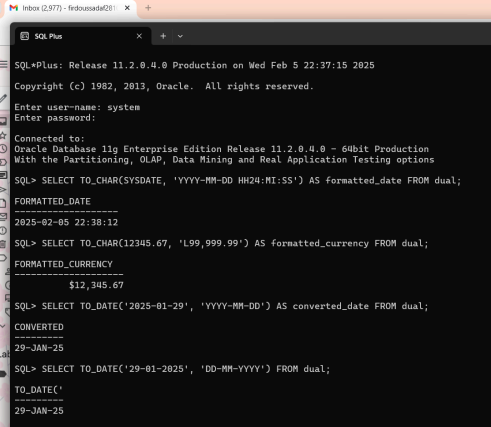 Inbox (2,977) - firdoussadaf281
SQL Plus
SQL*Plus: Release 11.2.0.4.0 Production on Wed Feb 5 22:37:15 2025
Copyright (c) 1982, 2013, Oracle.  All rights reserved.
Enter user-name: system
Enter password:
Connected to:
Oracle Database 11g Enterprise Edition Release 11.2.0.4.0 - 64bit Production
With the Partitioning, OLAP, Data Mining and Real Application Testing options
SQL> SELECT TO_CHAR(SYSDATE, 'YYYY-MM-DD HH24:MI:SS') AS formatted_date FROM dual;
FORMATTED_DATE
-------------------
2025-02-05 22:38:12
SQL> SELECT TO_CHAR(12345.67, 'L99,999.99') AS formatted_currency FROM dual;
FORMATTED_CURRENCY
--------------------
$12,345.67
SQL> SELECT TO_DATE('2025-01-29', 'YYYY-MM-DD') AS converted_date FROM dual;
CONVERTED
---------
29-JAN-25
SQL> SELECT TO_DATE('29-01-2025', 'DD-MM-YYYY') FROM dual;
TO_DATE('
---------
29-JAN-25